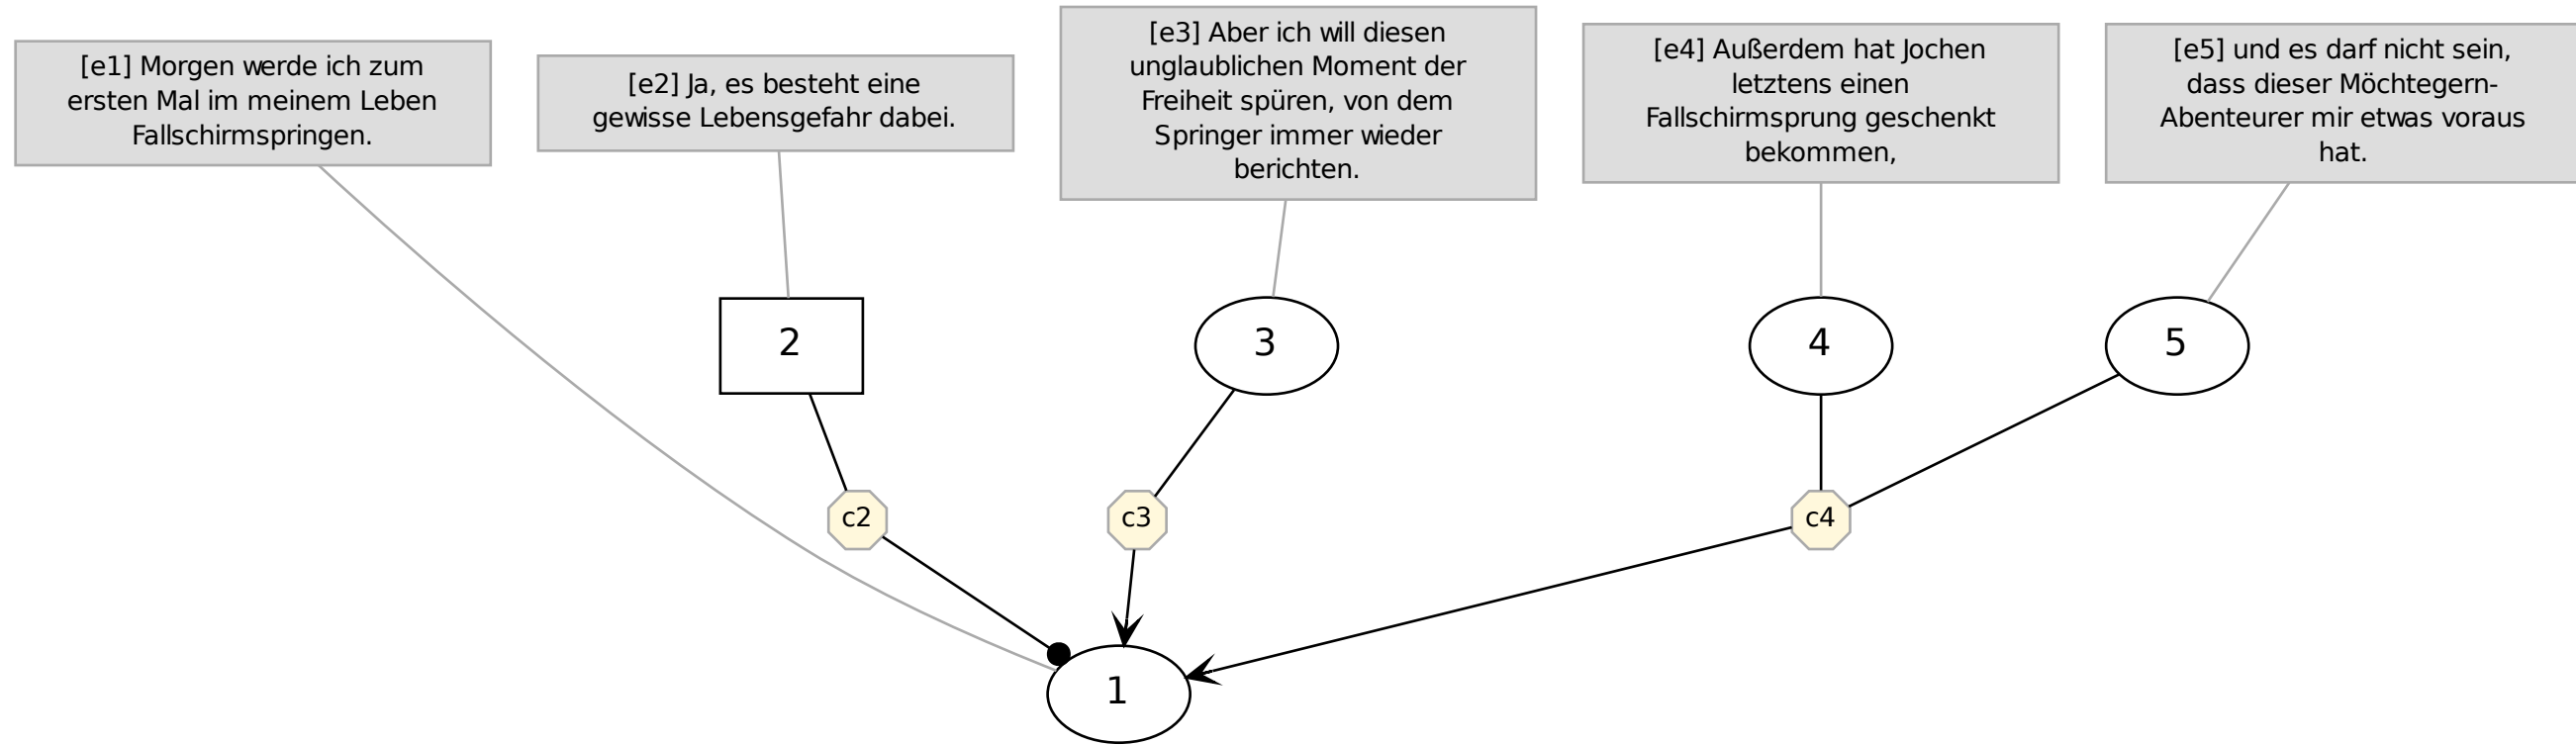 [e1] Morgen werde ich zum
ersten Mal im meinem Leben
Fallschirmspringen.
[e2] Ja, es besteht eine
gewisse Lebensgefahr dabei.
[e3] Aber ich will diesen
unglaublichen Moment der
Freiheit spüren, von dem
Springer immer wieder
berichten.
[e4] Außerdem hat Jochen
letztens einen
Fallschirmsprung geschenkt
bekommen,
[e5] und es darf nicht sein,
dass dieser Möchtegern-
Abenteurer mir etwas voraus
hat.
2
3
4
5
c2
c3
c4
1